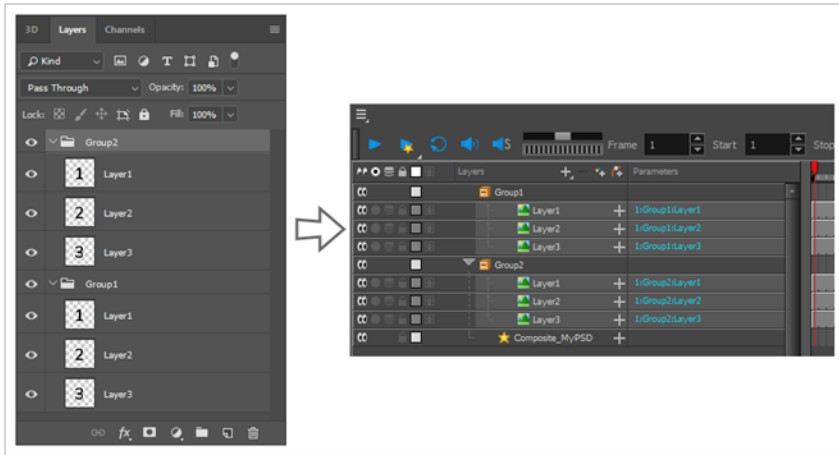 3D Layers Channels
Kind
Pass Through Opacity: 100%
Lock: Fill: 100%
Group2
1 Layer1
2 Layer2
3 Layer3
Group1
1 Layer1
2 Layer2
3 Layer3
fx
S Frame 1 Start 1 Stop
Layers Parameters
Group1
Layer1 1:Group1:Layer1
Layer2 1:Group1:Layer2
Layer3 1:Group1:Layer3
Group2
Layer1 1:Group2:Layer1
Layer2 1:Group2:Layer2
Layer3 1:Group2:Layer3
Composite_MyPSD